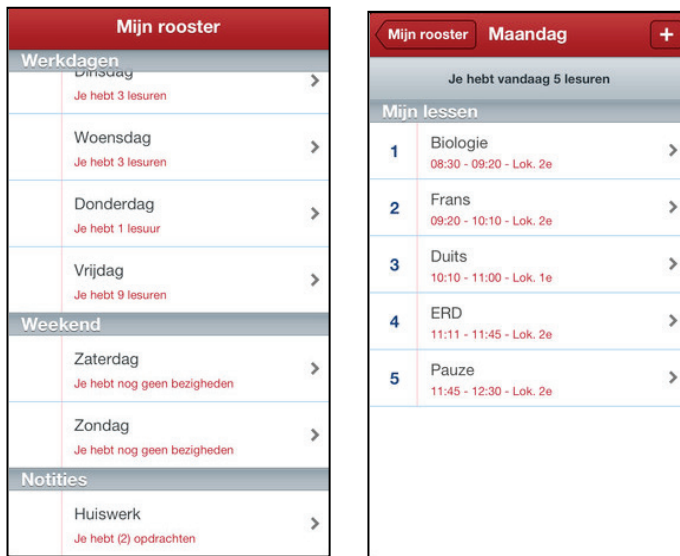 Mijn rooster
Werkdagen
Dinsdag
Je hebt 3 lesuren
Woensdag
Je hebt 3 lesuren
Donderdag
Je hebt 1 lesuur
Vrijdag
Je hebt 9 lesuren
Weekend
Zaterdag
Je hebt nog geen bezigheden
Zondag
Je hebt nog geen bezigheden
Notities
Huiswerk
Je hebt (2) opdrachten
Mijn rooster Maandag +
Je hebt vandaag 5 lesuren
Mijn lessen
1 Biologie
08:30 - 09:20 - Lok. 2e
2 Frans
09:20 - 10:10 - Lok. 2e
3 Duits
10:10 - 11:00 - Lok. 1e
4 ERD
11:11 - 11:45 - Lok. 2e
5 Pauze
11:45 - 12:30 - Lok. 2e